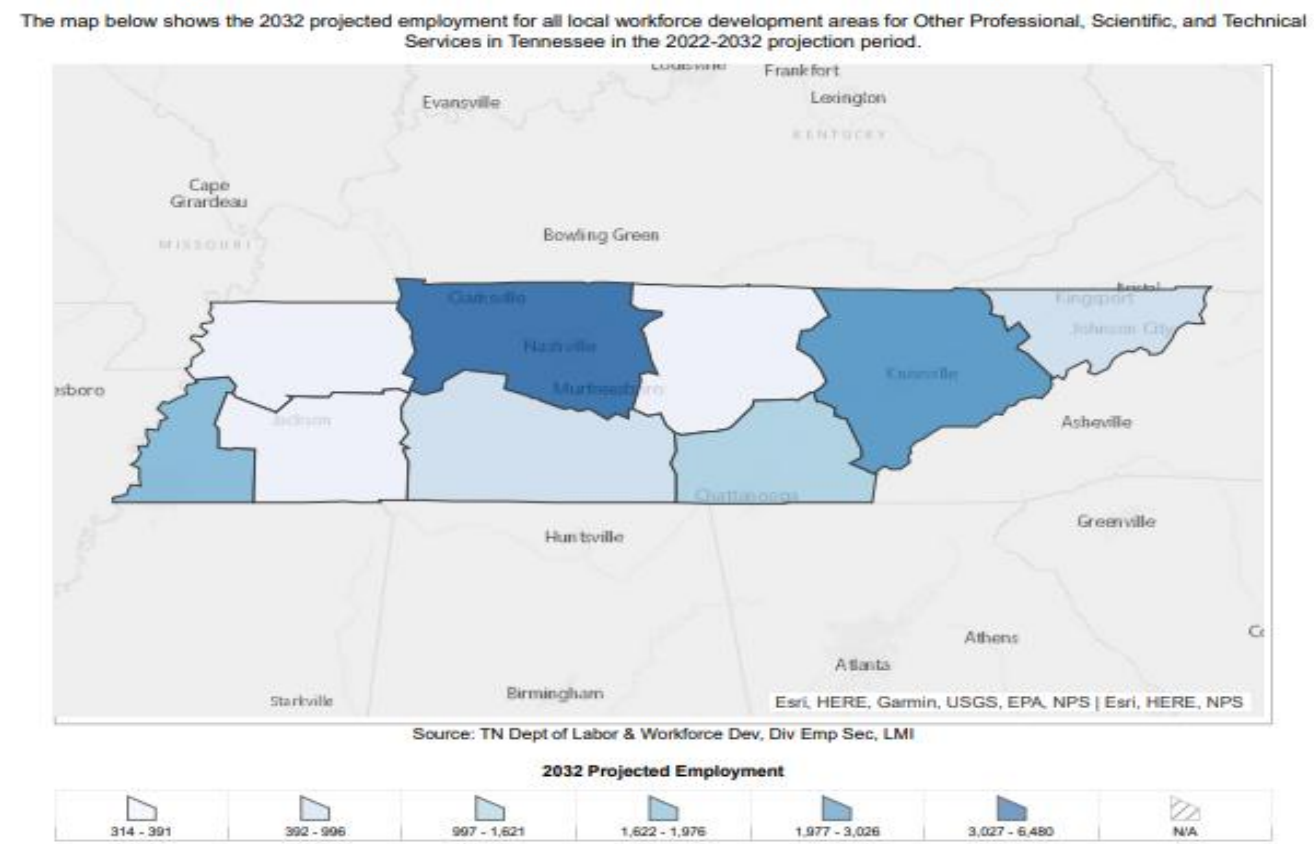 The map below shows the 2032 projected employment for all local workforce development areas for Other Professional, Scientific, and Technical
Services in Tennessee in the 2022-2032 projection period.
Louisville
Frankfort
Evansville
Lexington
KENTUCKY
Cape
Girardeau
MISSOURI
Bowling Green
Bristol
Clarksville
Kingsport
Johnson City
Nashville
Knoxville
esboro
Murfreesboro
Jackson
Asheville
Chattanooga
Greenville
Huntsville
Co
Athens
Atlanta
Birmingham
Starkville
Esri, HERE, Garmin, USGS, EPA, NPS | Esri, HERE, NPS
Source: TN Dept of Labor & Workforce Dev, Div Emp Sec, LMI
2032 Projected Employment
314 - 391 392 - 996 997 - 1,621 1,622 - 1,976 1,977 - 3,026 3,027 - 6,480 N/A